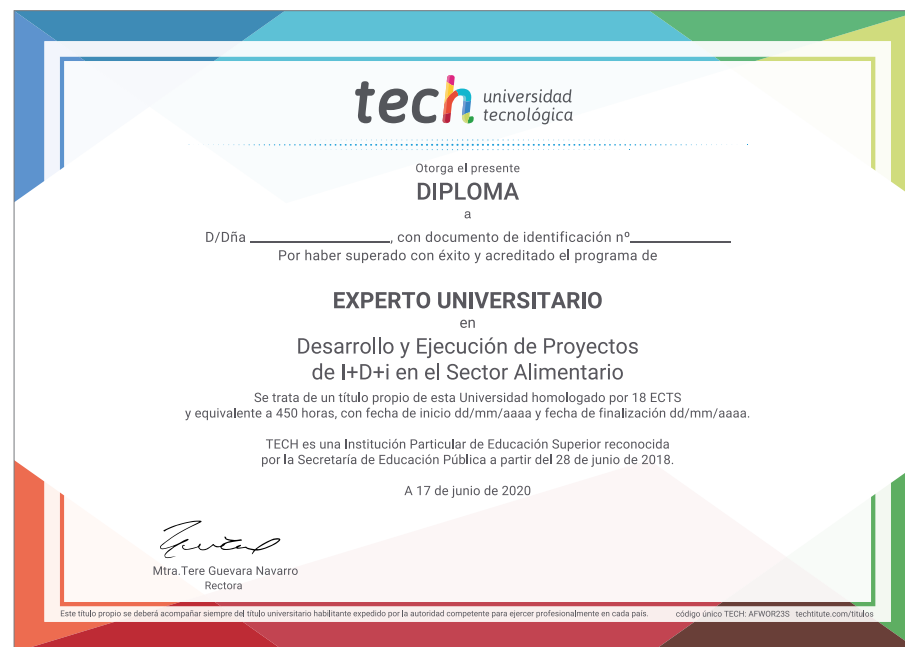 tech universidad
tecnológica
Otorga el presente
DIPLOMA
a
D/Dña ____________________, con documento de identificación nº______________
Por haber superado con éxito y acreditado el programa de
EXPERTO UNIVERSITARIO
en
Desarrollo y Ejecución de Proyectos
de I+D+i en el Sector Alimentario
Se trata de un título propio de esta Universidad homologado por 18 ECTS
y equivalente a 450 horas, con fecha de inicio dd/mm/aaaa y fecha de finalización dd/mm/aaaa.
TECH es una Institución Particular de Educación Superior reconocida
por la Secretaría de Educación Pública a partir del 28 de junio de 2018.
A 17 de junio de 2020
Mtra.Tere Guevara Navarro
Rectora
Este título propio se deberá acompañar siempre del título universitario habilitante expedido por la autoridad competente para ejercer profesionalmente en cada país. código único TECH: AFWOR23S techtitute.com/titulos